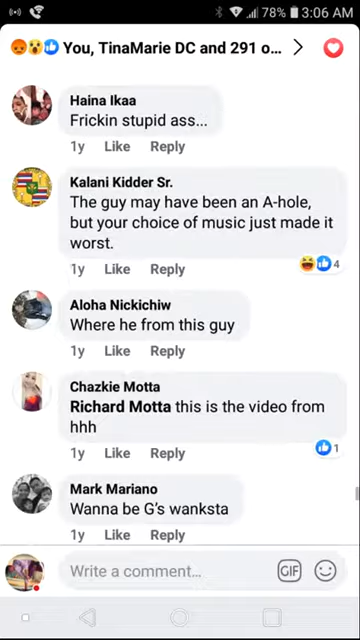 78% 3:06 AM
You, TinaMarie DC and 291 o...
Haina Ikaa
Frickin stupid ass...
1y Like Reply
Kalani Kidder Sr.
The guy may have been an A-hole,
but your choice of music just made it
worst.
1y Like Reply 4
Aloha Nickichiw
Where he from this guy
1y Like Reply
Chazkie Motta
Richard Motta this is the video from
hhh
1y Like Reply 1
Mark Mariano
Wanna be G's wanksta
1y Like Reply
Write a comment...
GIF